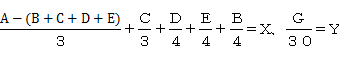 (A−(B+C+D+E))/3 + C/3 + D/4 + E/4 + B/4 = X、 G/30 = Y